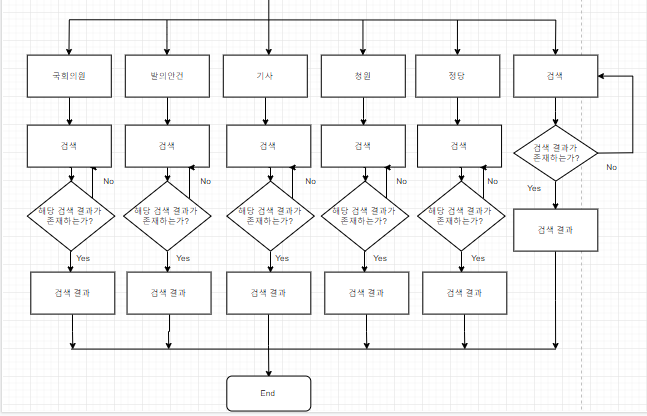 국회의원
발의안건
기사
청원
정당
검색
검색
검색
검색
검색
검색
검색 결과가
존재하는가?
No
No
No
No
No
No
Yes
해당 검색 결과가
존재하는가?
해당 검색 결과가
존재하는가?
해당 검색 결과가
존재하는가?
해당 검색 결과가
존재하는가?
해당 검색 결과가
존재하는가?
검색 결과
Yes
Yes
Yes
Yes
Yes
검색 결과
검색 결과
검색 결과
검색 결과
검색 결과
End